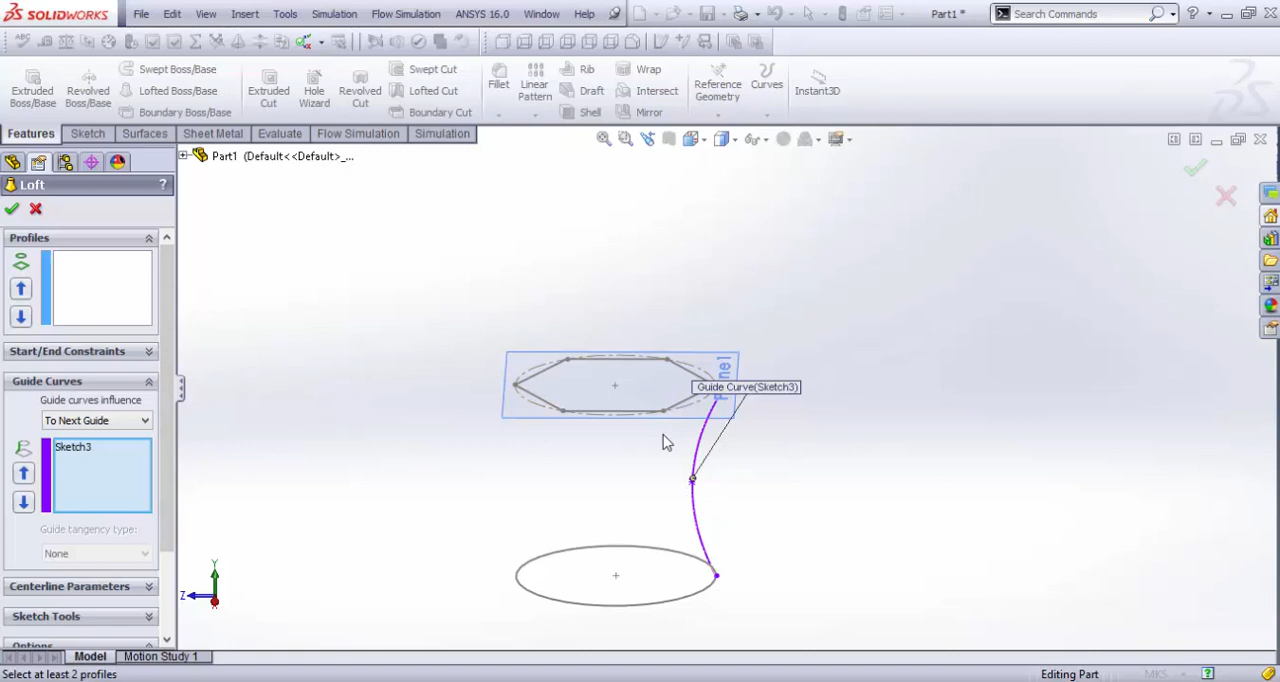 SOLIDWORKS File Edit View Insert Tools Simulation Flow Simulation ANSYS 16.0 Window Help Part1 * Search Commands
Extruded Boss/Base
Revolved Boss/Base
Swept Boss/Base
Lofted Boss/Base
Boundary Boss/Base
Extruded Cut
Hole Wizard
Revolved Cut
Swept Cut
Lofted Cut
Boundary Cut
Fillet
Linear Pattern
Rib
Draft
Shell
Wrap
Intersect
Mirror
Reference Geometry
Curves
Instant3D
Features Sketch Surfaces Sheet Metal Evaluate Flow Simulation Simulation
Part1 (Default<<Default>_...
Loft ?
Profiles
Start/End Constraints
Guide Curves
Guide curves influence
To Next Guide
Sketch3
Guide tangency type:
None
Centerline Parameters
Sketch Tools
Options
Guide Curve(Sketch3)
Y
Z
Model Motion Study 1
Select at least 2 profiles Editing Part MKS ?